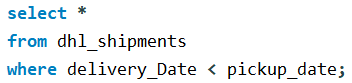 select *
from dhl_shipments
where delivery_Date < pickup_date;